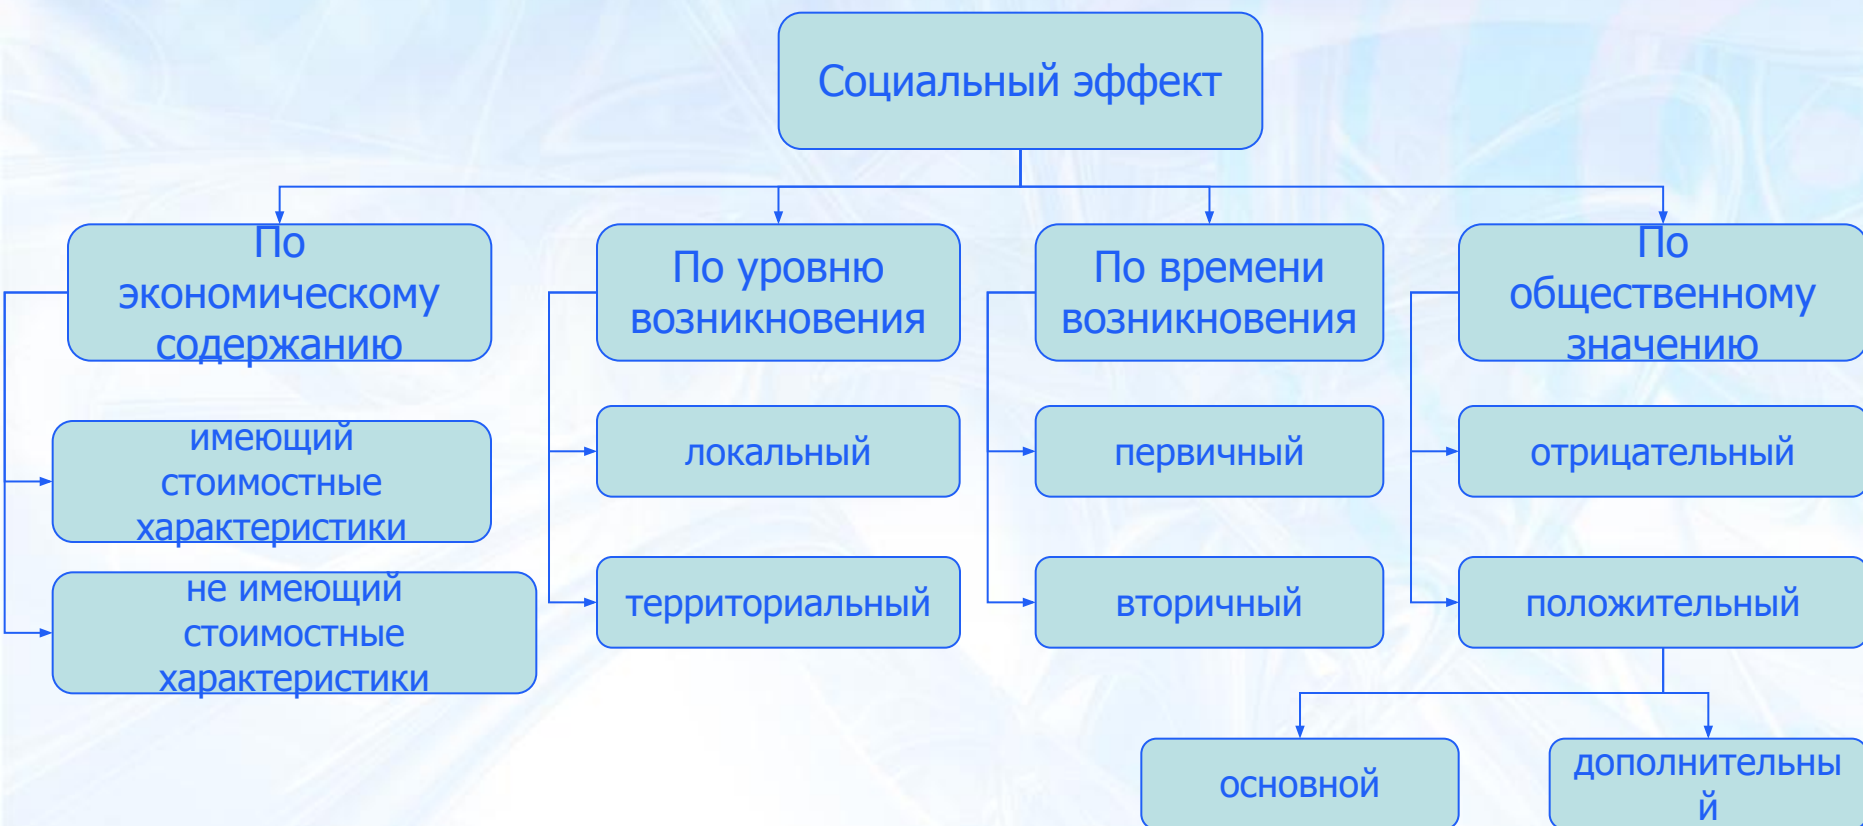 Социальный эффект
По
экономическому
содержанию
По уровню
возникновения
По времени
возникновения
По
общественному
значению
имеющий
стоимостные
характеристики
локальный
первичный
отрицательный
не имеющий
стоимостные
характеристики
территориальный
вторичный
положительный
основной
дополнительны
й